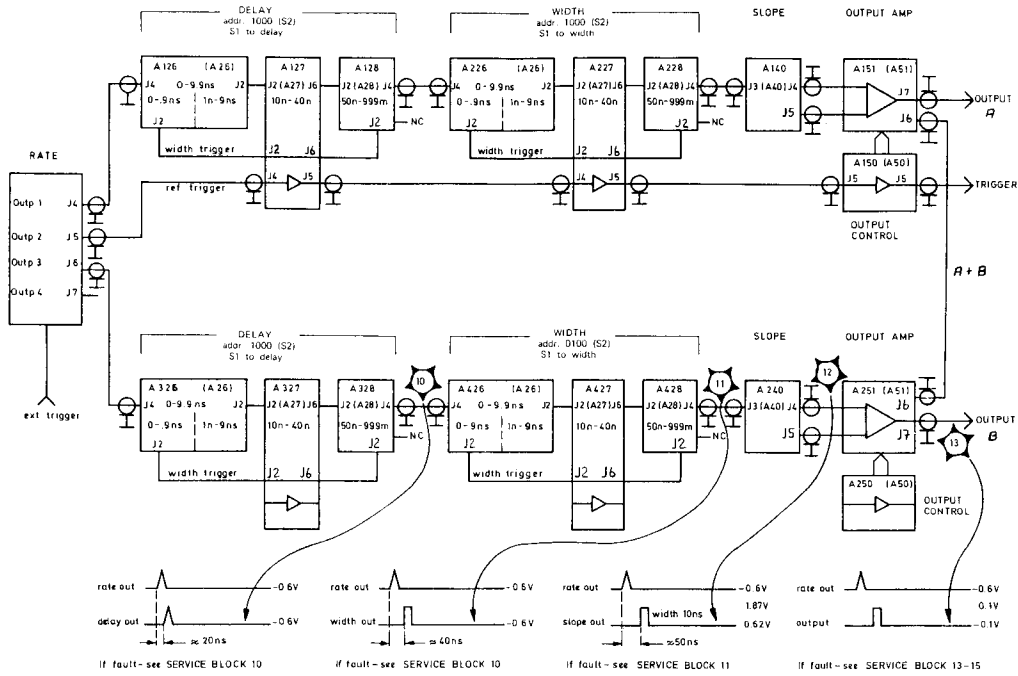 DELAY
addr. 1000 (S2)
S1 to delay
WIDTH
addr. 1000 (S2)
S1 to width
SLOPE
OUTPUT AMP
A126 (A26)
J4 0-9.9ns J2
0-.9ns 1n-9ns
J2
A127
J2 (A27) J6
10n-40n
A128
J2 (A28) J4
50n-999m
J2
NC
A226 (A26)
J4 0-9.9ns J2
0-.9ns 1n-9ns
J2
A227
J2 (A27) J6
10n-40n
A228
J2 (A28) J4
50n-999m
J2
NC
A140
J3 (A40) J4
J5
A151 (A51)
J7
J6
OUTPUT
A
width trigger
J2 J6
width trigger
J2 J6
RATE
ref trigger
J4 J5
J4 J5
A150 (A50)
J5 J5
TRIGGER
OUTPUT
CONTROL
Outp 1 J4
Outp 2 J5
Outp 3 J6
Outp 4 J7
ext trigger
A+B
DELAY
addr. 1000 (S2)
S1 to delay
WIDTH
addr. 0100 (S2)
S1 to width
SLOPE
OUTPUT AMP
A326 (A26)
J4 0-9.9ns J2
0-.9ns 1n-9ns
J2
A327
J2 (A27) J6
10n-40n
A328
J2 (A28) J4
50n-999m
J2
NC
10
A426 (A26)
J4 0-9.9ns J2
0-.9ns 1n-9ns
J2
A427
J2 (A27) J6
10n-40n
A428
J2 (A28) J4
50n-999m
J2
NC
11
A240
J3 (A40) J4
J5
12
A251 (A51)
J6
J7
OUTPUT
B
13
width trigger
J2 J6
width trigger
J2 J6
A250 (A50)
OUTPUT
CONTROL
rate out -0.6V
delay out -0.6V
≈20ns
If fault-see SERVICE BLOCK 10
rate out -0.6V
width out -0.6V
≈40ns
If fault-see SERVICE BLOCK 10
rate out -0.6V
1.87V
slope out width 10ns 0.62V
≈50ns
If fault-see SERVICE BLOCK 11
rate out -0.6V
0.1V
output -0.1V
If fault-see SERVICE BLOCK 13-15